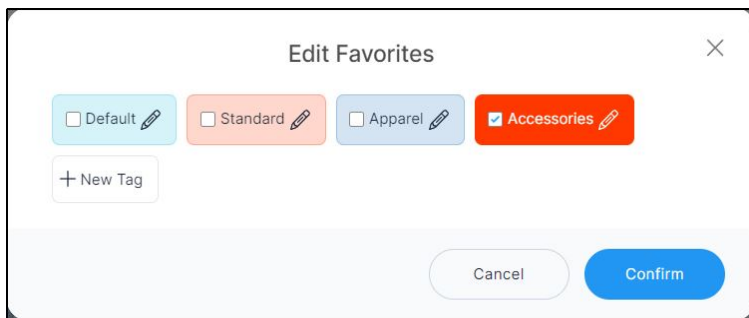 Edit Favorites
Default Standard Apparel Accessories
New Tag
Cancel Confirm